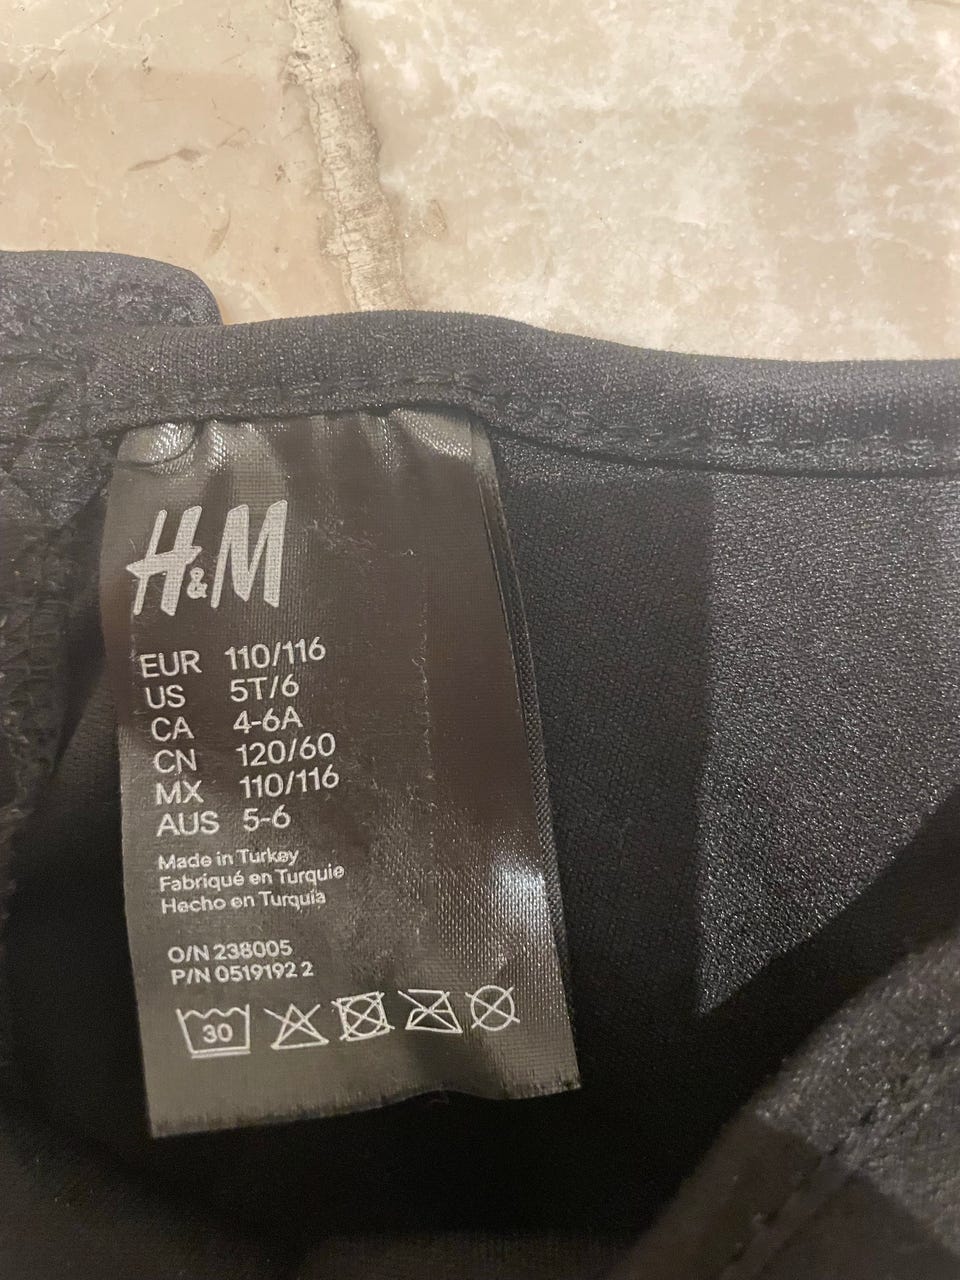 H&M
EUR 110/116
US 5T/6
CA 4-6A
CN 120/60
MX 110/116
AUS 5-6
Made in Turkey
Fabriqué en Turquie
Hecho en Turquía
O/N 238005
P/N 0519192 2
30